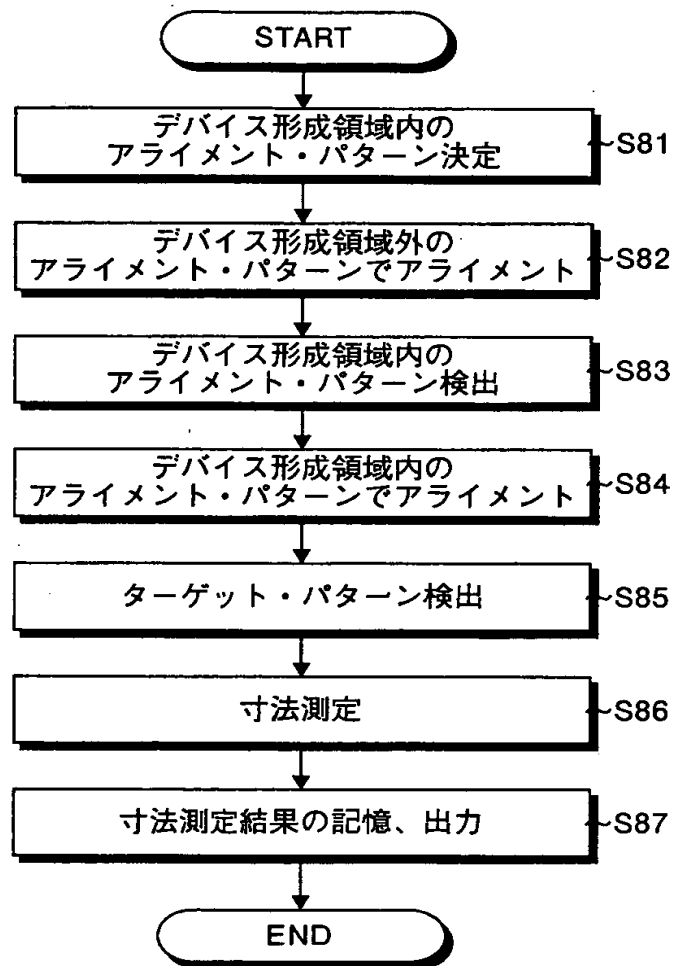 START
デバイス形成領域内の
アライメント・パターン決定
S81
デバイス形成領域外の
アライメント・パターンでアライメント
S82
デバイス形成領域内の
アライメント・パターン検出
S83
デバイス形成領域内の
アライメント・パターンでアライメント
S84
ターゲット・パターン検出
S85
寸法測定
S86
寸法測定結果の記憶、出力
S87
END